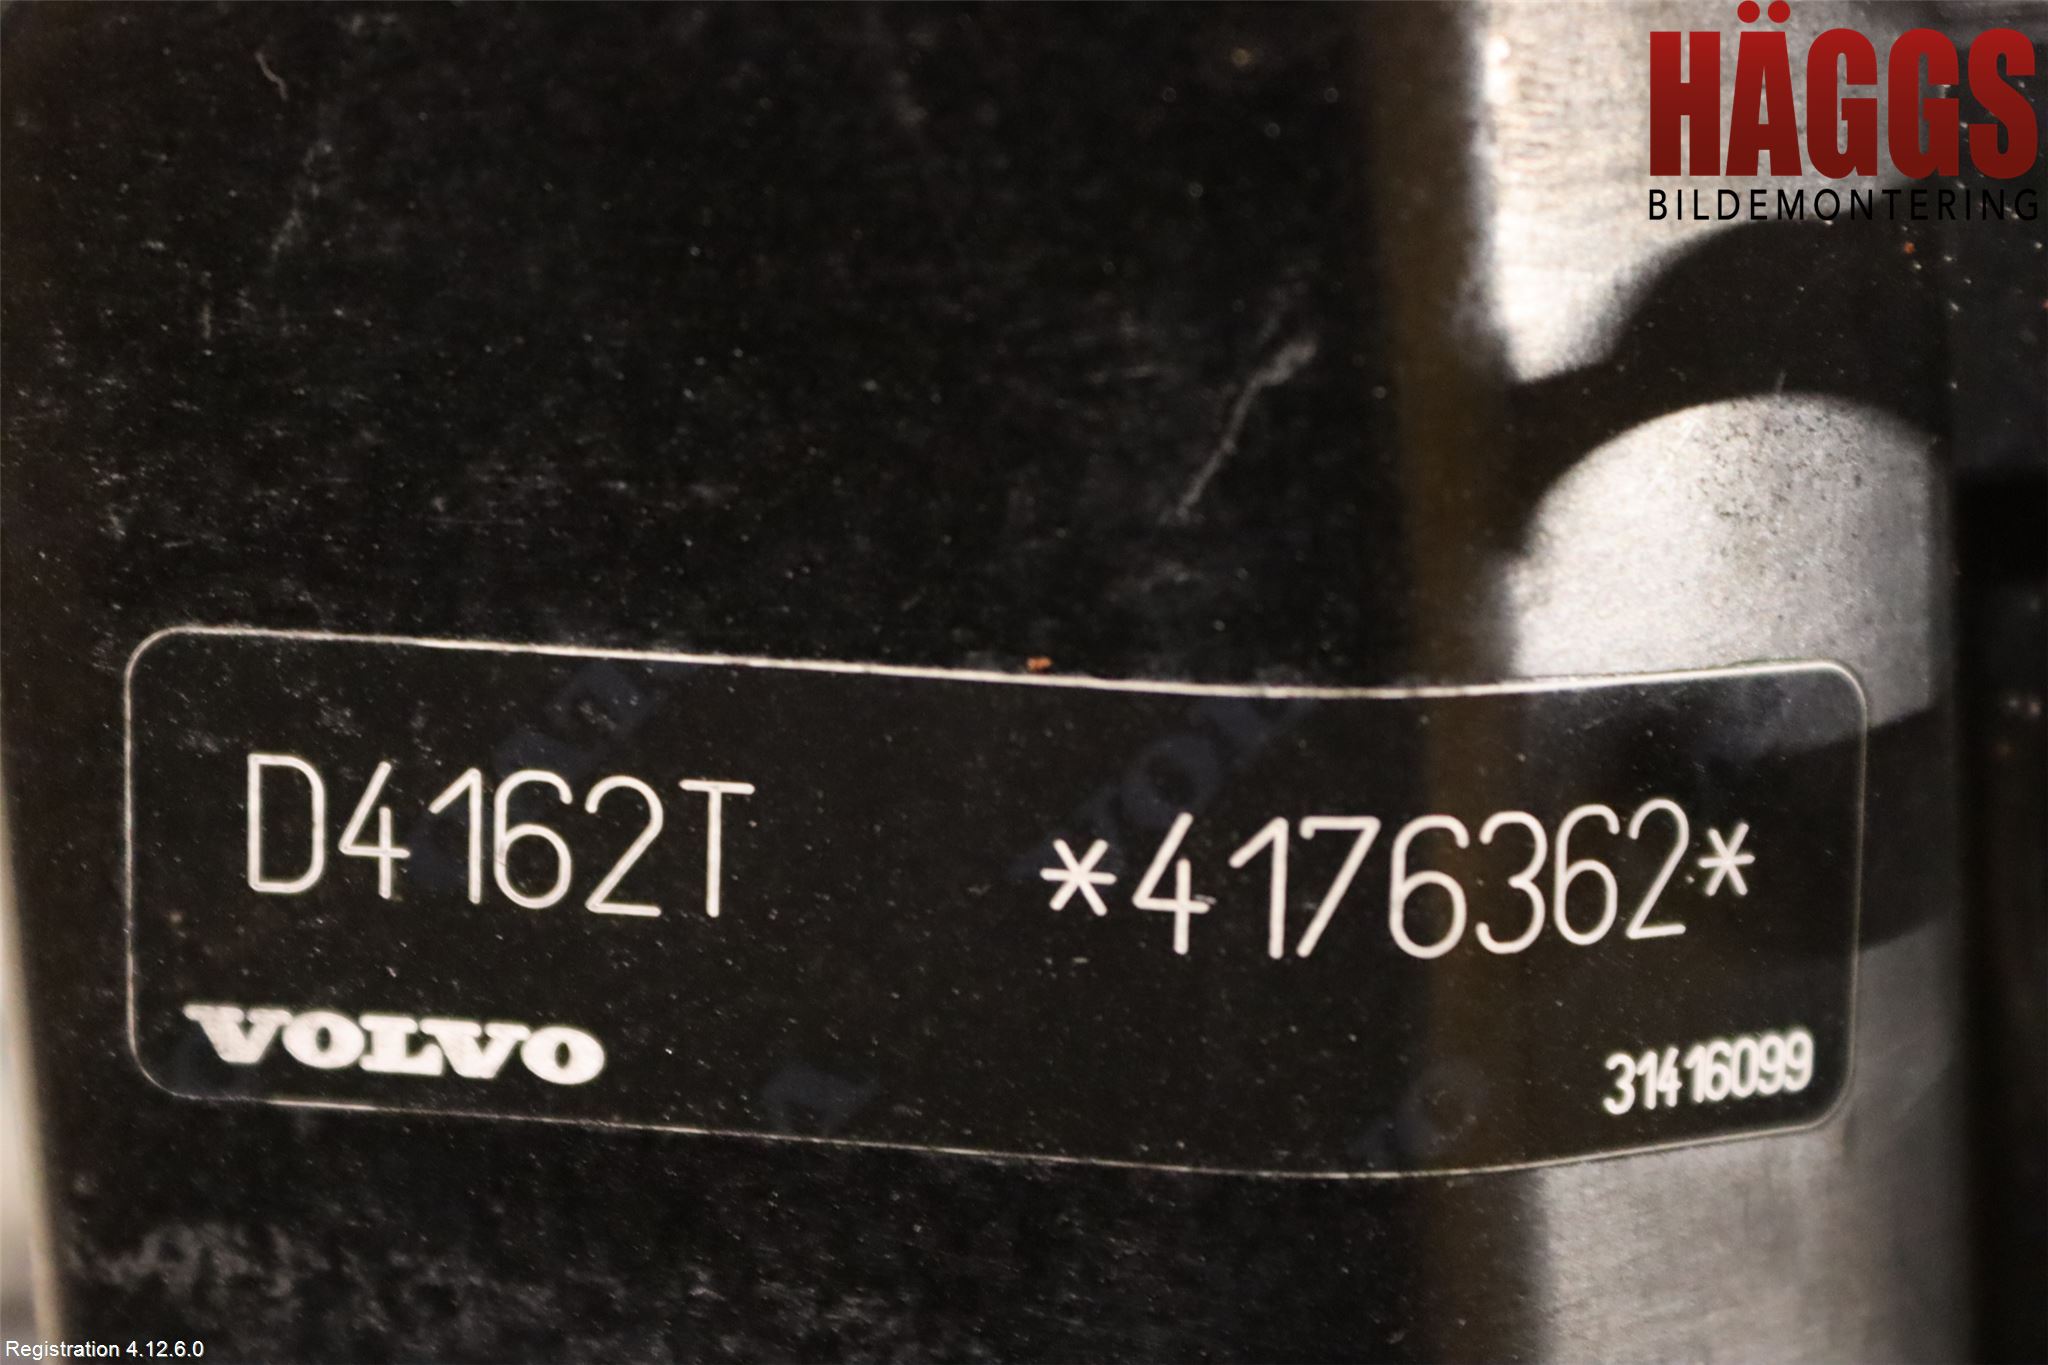 HÄGGS
BILDEMONTERING
D4162T *4176362*
VOLVO
31416099
Registration 4.12.6.0